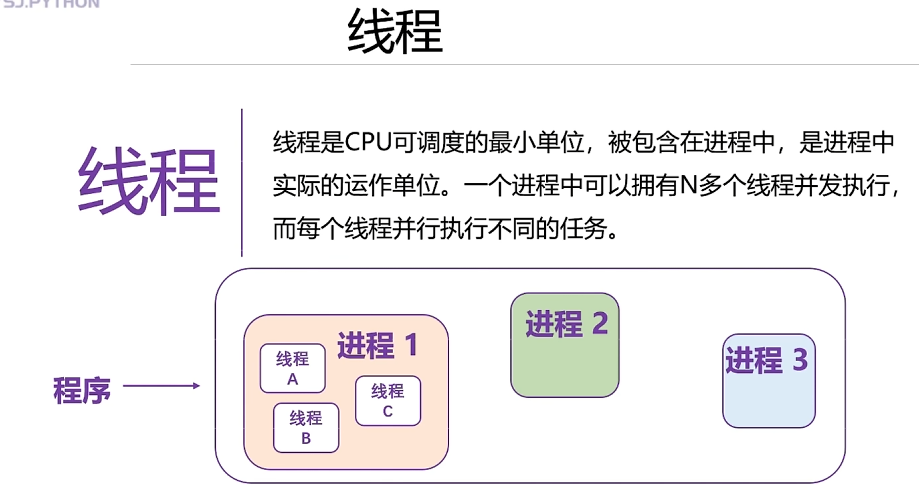 SJ.PYTHON
线程
线程
线程是CPU可调度的最小单位，被包含在进程中，是进程中
实际的运作单位。一个进程中可以拥有N多个线程并发执行，
而每个线程并行执行不同的任务。
程序
进程 1
线程
A
线程
B
线程
C
进程 2
进程 3